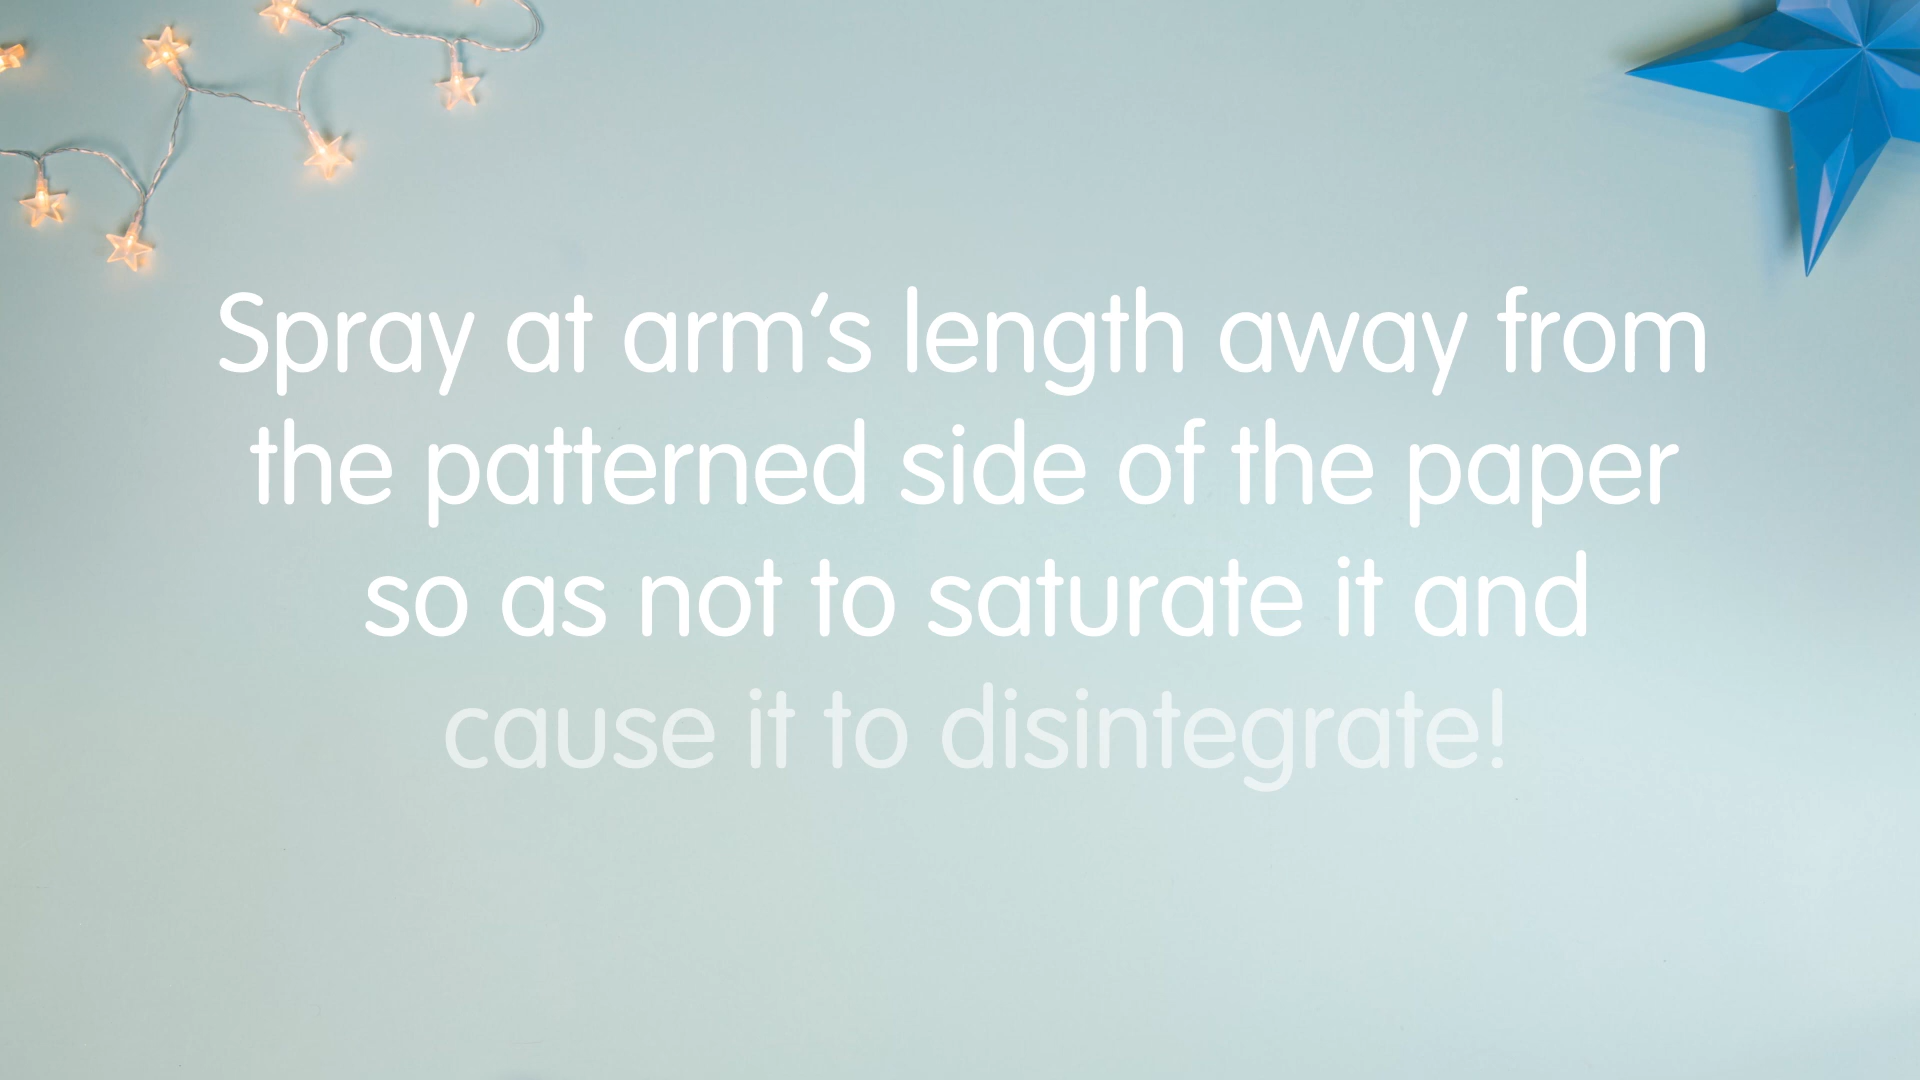 Spray at arm’s length away from
the patterned side of the paper
so as not to saturate it and
cause it to disintegrate!